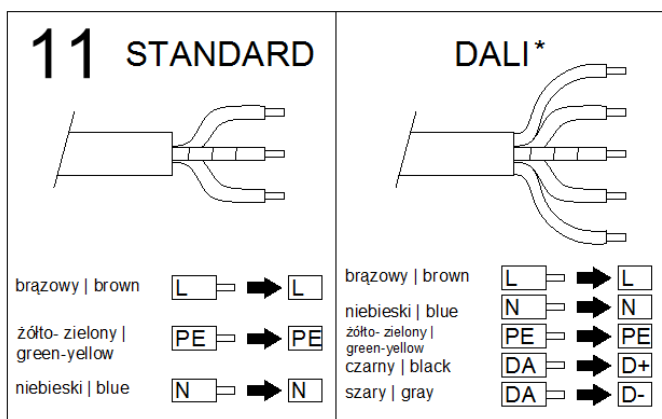 11 STANDARD
brązowy | brown
L L
żółto- zielony |
green-yellow
PE PE
niebieski | blue
N N
DALI*
brązowy | brown
L L
niebieski | blue
N N
żółto- zielony |
green-yellow
PE PE
czarny | black
DA D+
szary | gray
DA D-